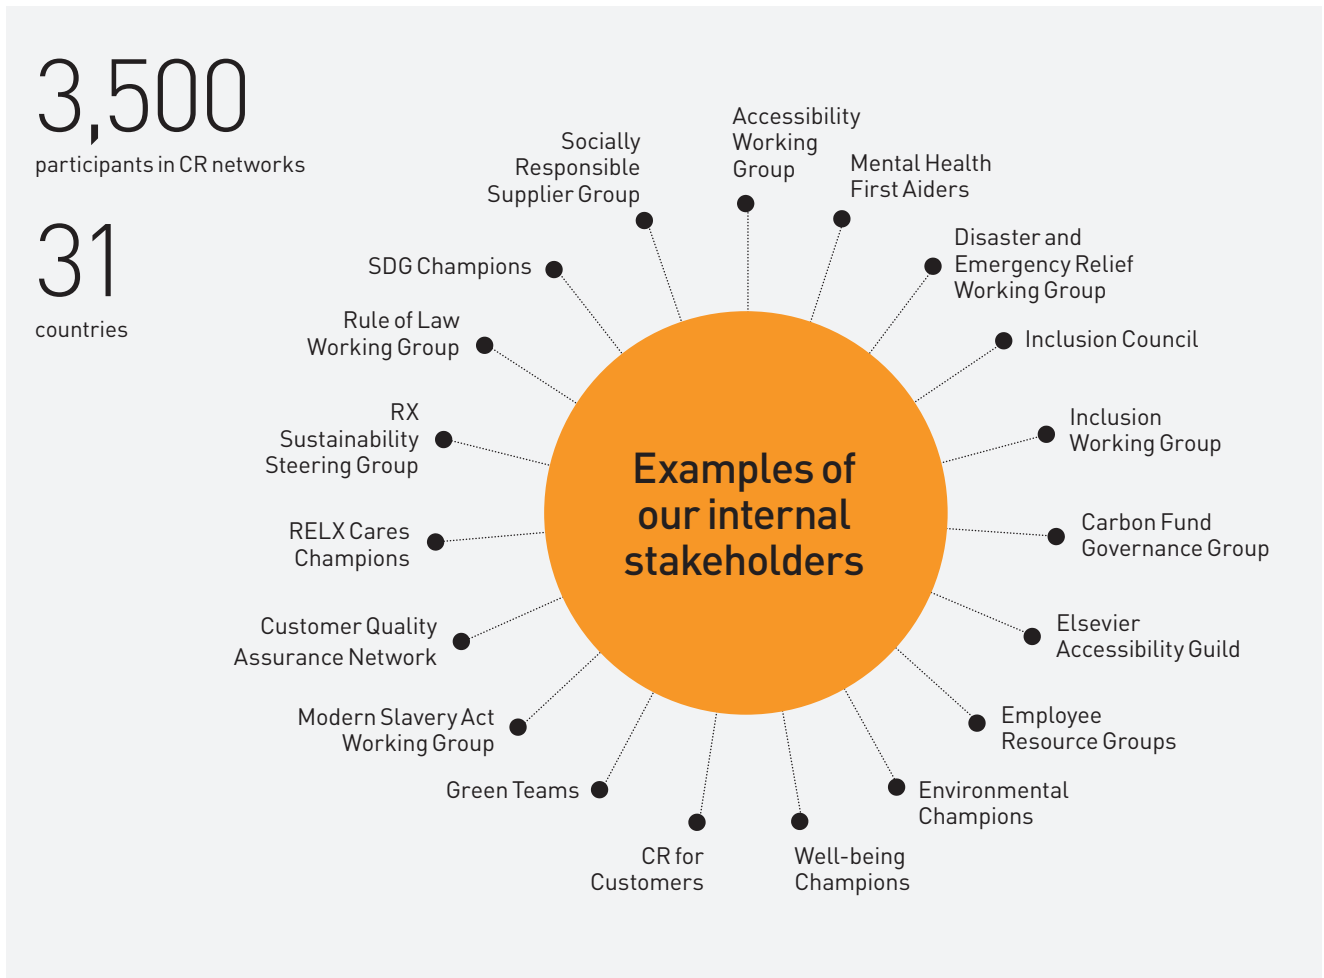 3,500
participants in CR networks
31
countries
Examples of
our internal
stakeholders
Accessibility
Working
Group
Mental Health
First Aiders
Disaster and
Emergency Relief
Working Group
Inclusion Council
Inclusion
Working Group
Carbon Fund
Governance Group
Elsevier
Accessibility Guild
Employee
Resource Groups
Environmental
Champions
Well-being
Champions
CR for
Customers
Green Teams
Modern Slavery Act
Working Group
Customer Quality
Assurance Network
RELX Cares
Champions
RX
Sustainability
Steering Group
Rule of Law
Working Group
SDG Champions
Socially
Responsible
Supplier Group